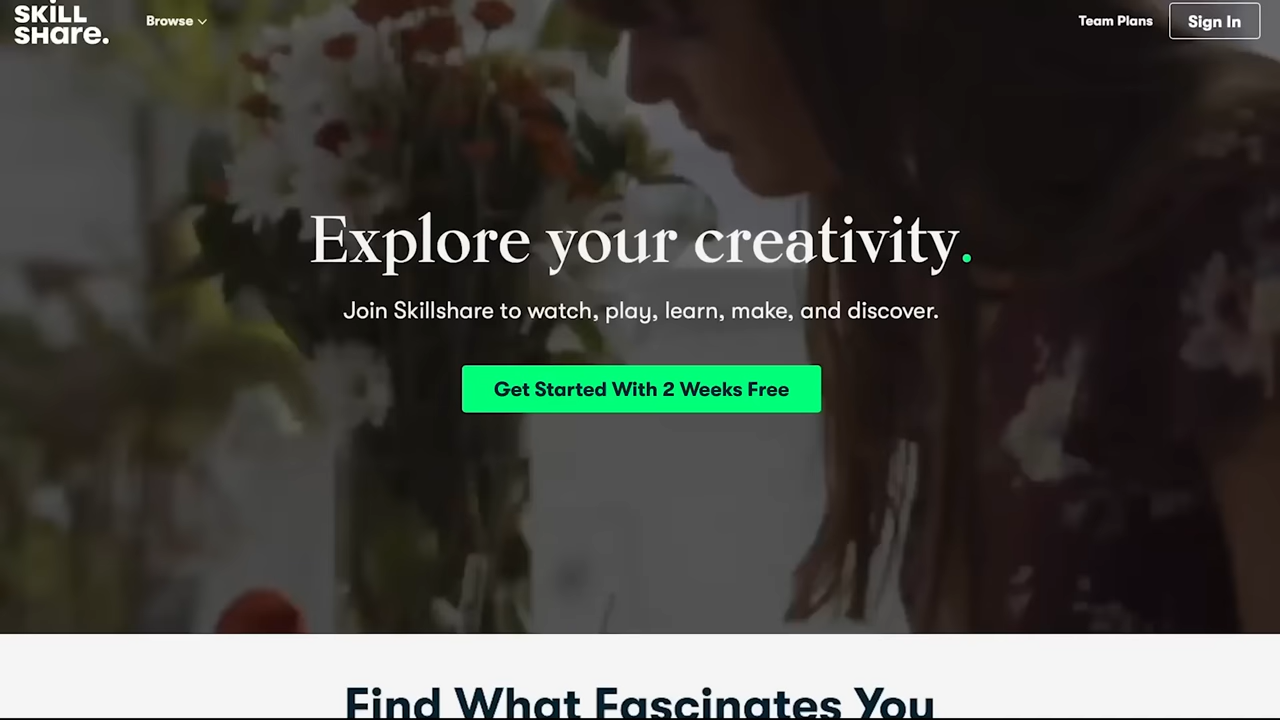 SKiLL
SHare.
Browse
Team Plans
Sign In
Explore your creativity.
Join Skillshare to watch, play, learn, make, and discover.
Get Started With 2 Weeks Free
Find What Fascinates You